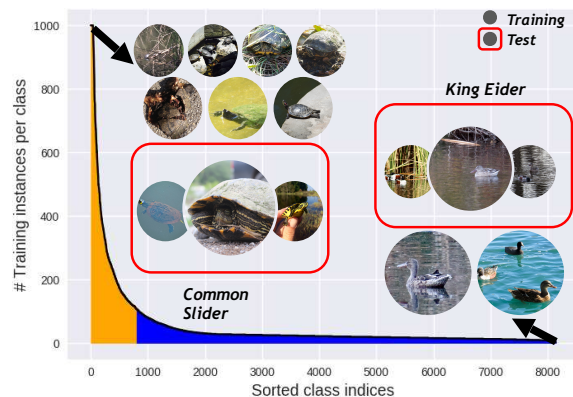 Training
Test
King Eider
Common
Slider
# Training instances per class
1000
800
600
400
200
0
0
1000
2000
3000
4000
5000
6000
7000
8000
Sorted class indices